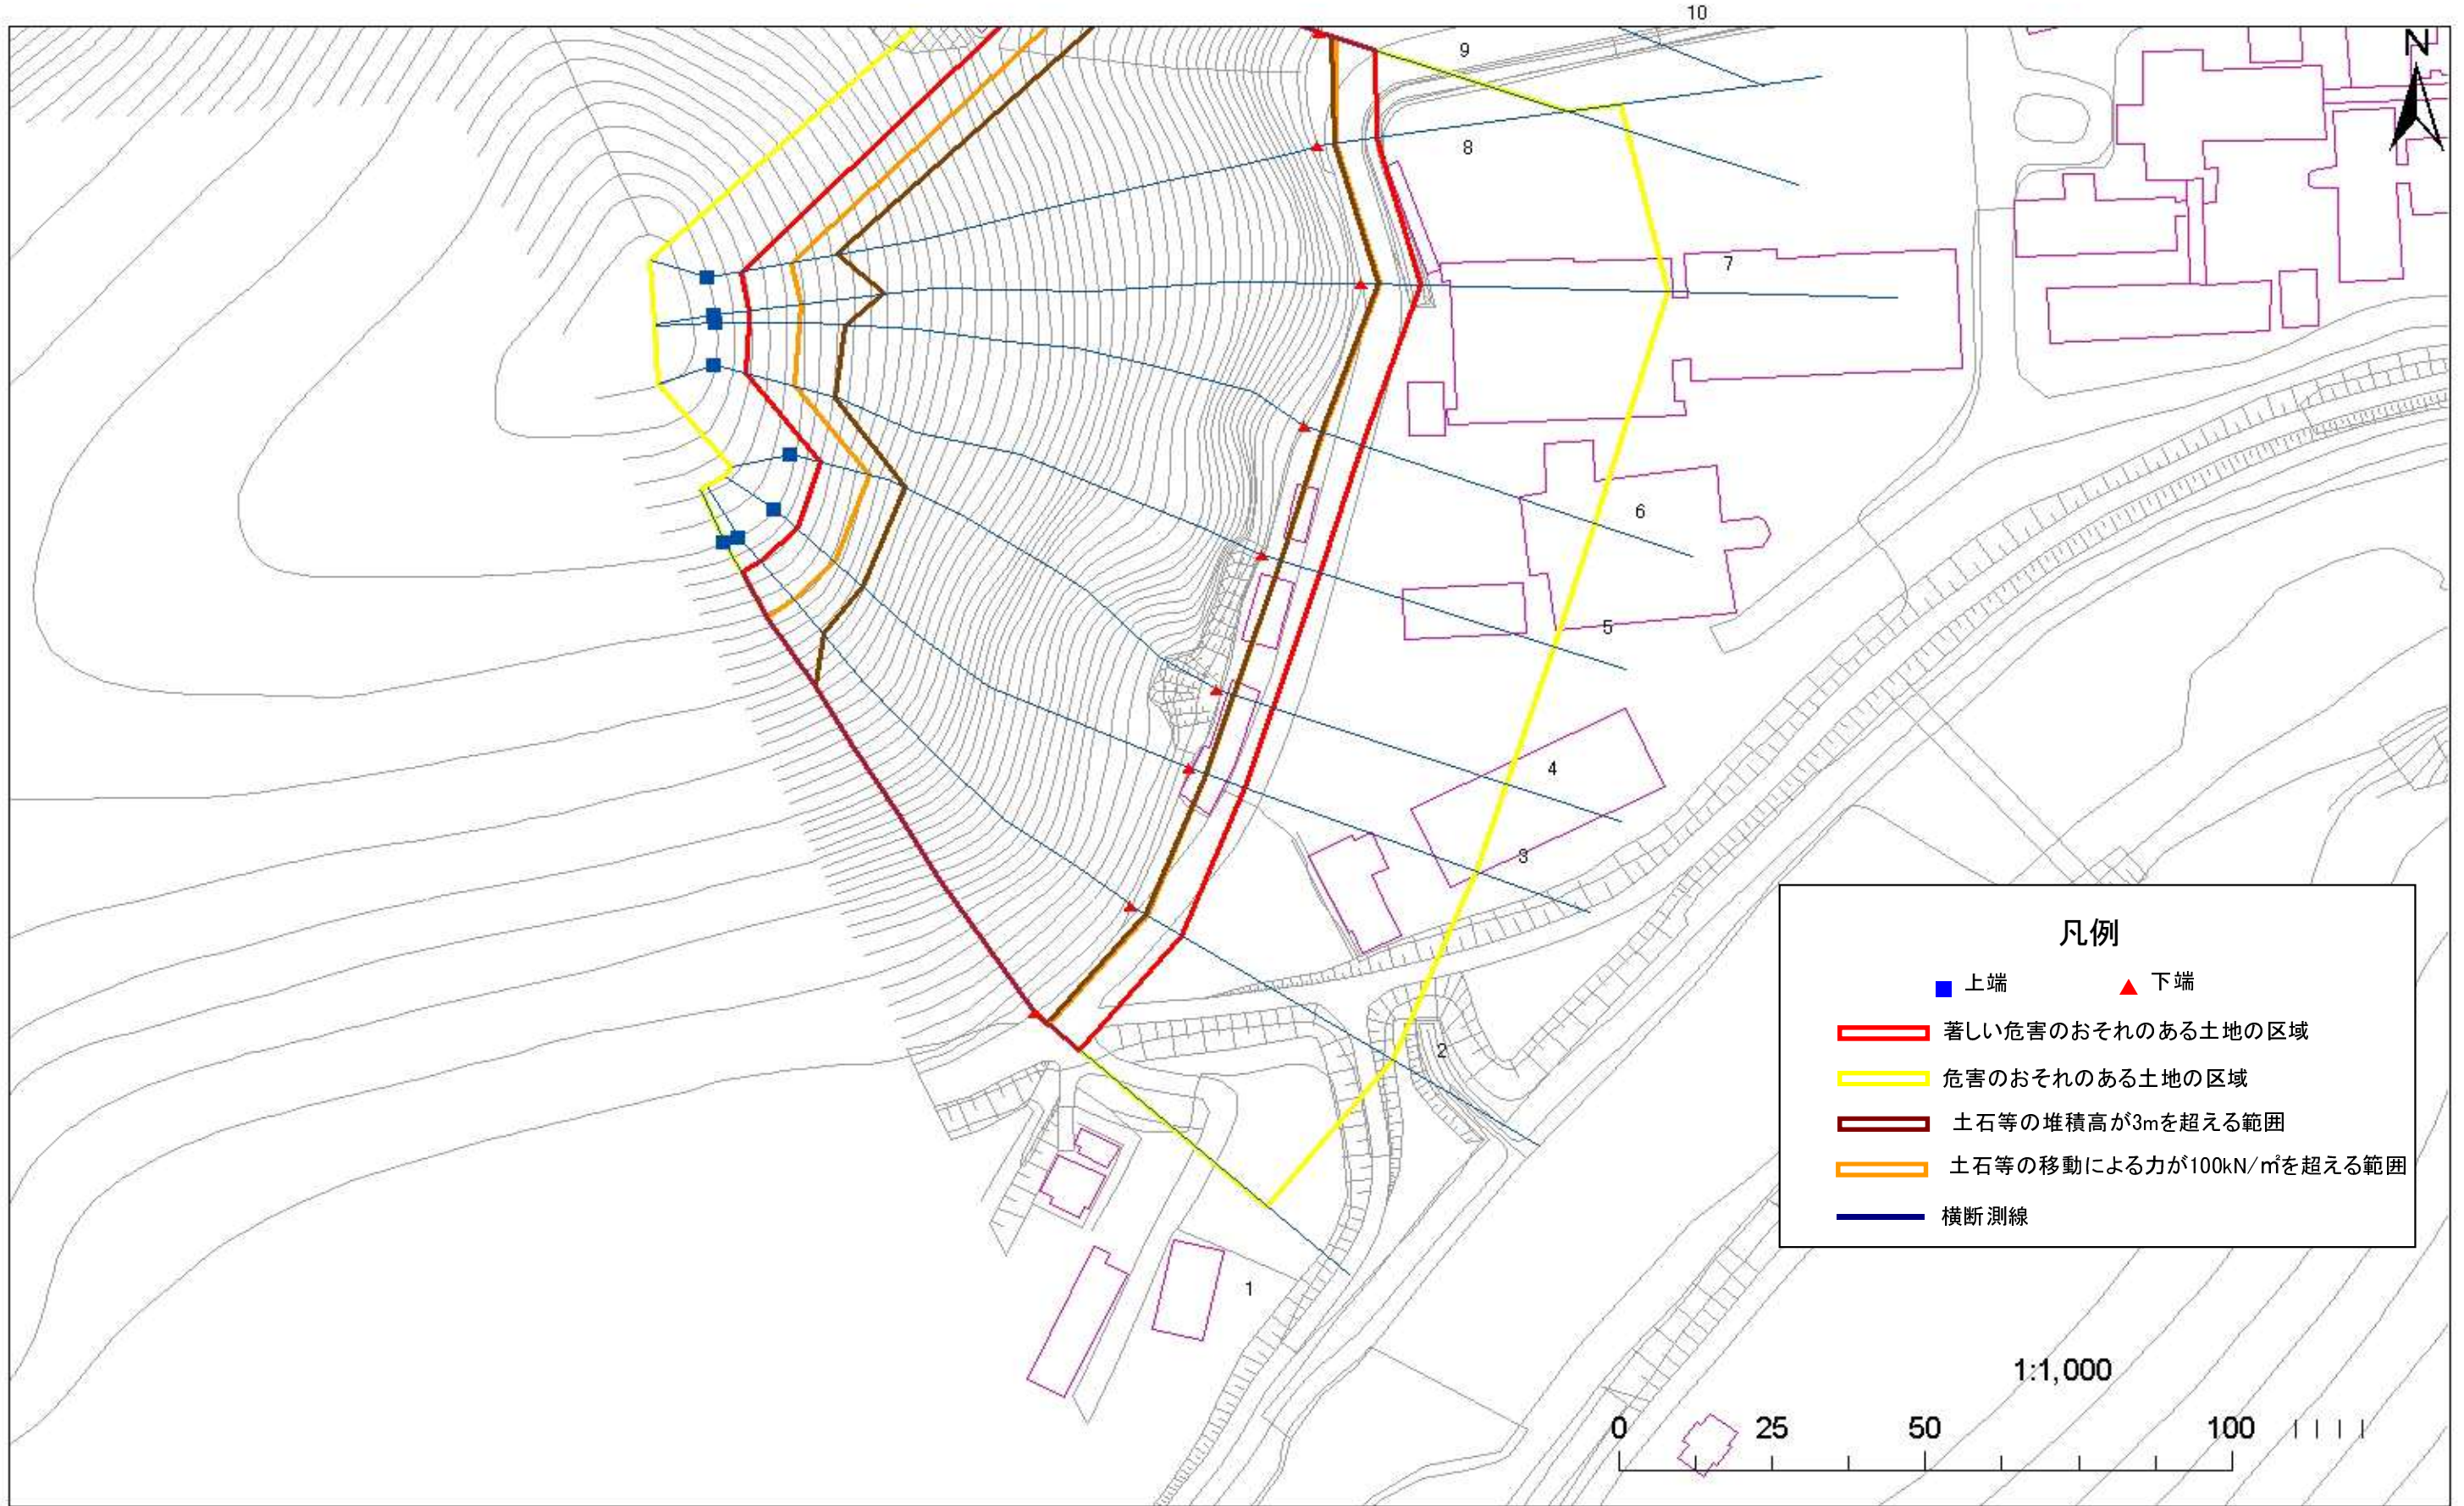 10
N
9
8
7
6
5
4
3
2
1
凡例
上端 下端
著しい危害のおそれのある土地の区域
危害のおそれのある土地の区域
土石等の堆積高が3mを超える範囲
土石等の移動による力が100kN/㎡を超える範囲
横断測線
1:1,000
0 25 50 100